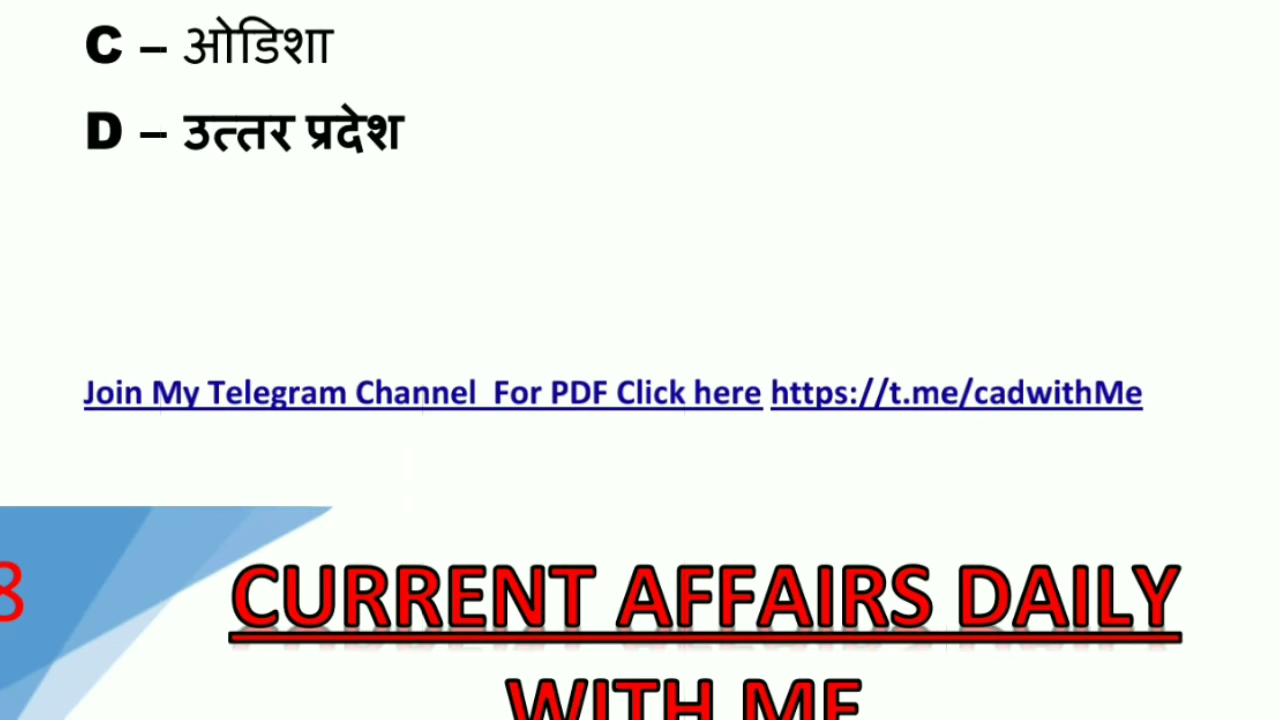 C – ओडिशा
D – उत्तर प्रदेश
Join My Telegram Channel  For PDF Click here https://t.me/cadwithMe
8
CURRENT AFFAIRS DAILY
WITH ME